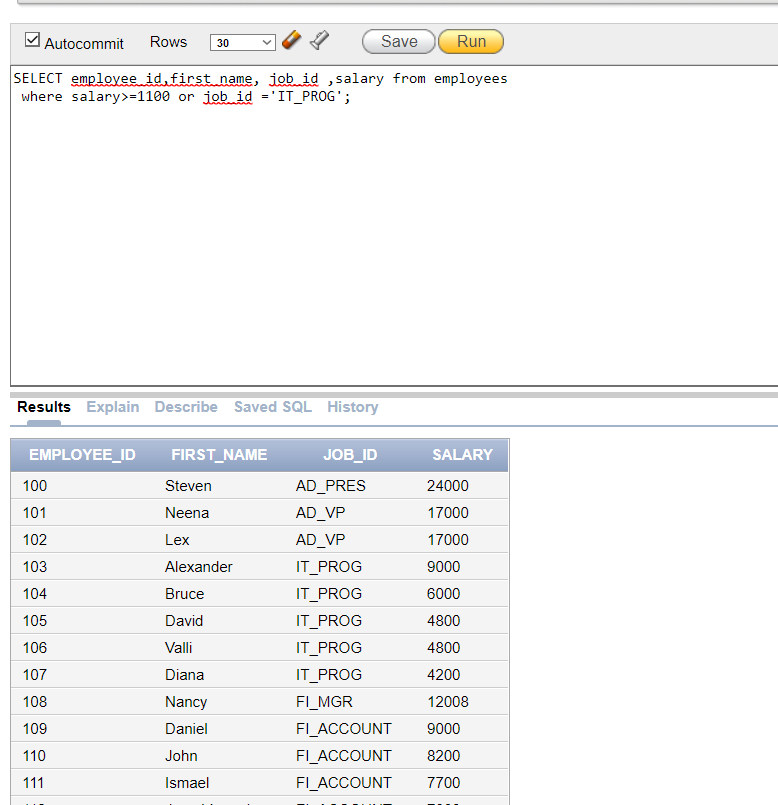 Autocommit Rows 30 Save Run
SELECT employee_id,first_name, job_id ,salary from employees
where salary>=1100 or job_id ='IT_PROG';
Results Explain Describe Saved SQL History
EMPLOYEE_ID FIRST_NAME JOB_ID SALARY
100 Steven AD_PRES 24000
101 Neena AD_VP 17000
102 Lex AD_VP 17000
103 Alexander IT_PROG 9000
104 Bruce IT_PROG 6000
105 David IT_PROG 4800
106 Valli IT_PROG 4800
107 Diana IT_PROG 4200
108 Nancy FI_MGR 12008
109 Daniel FI_ACCOUNT 9000
110 John FI_ACCOUNT 8200
111 Ismael FI_ACCOUNT 7700